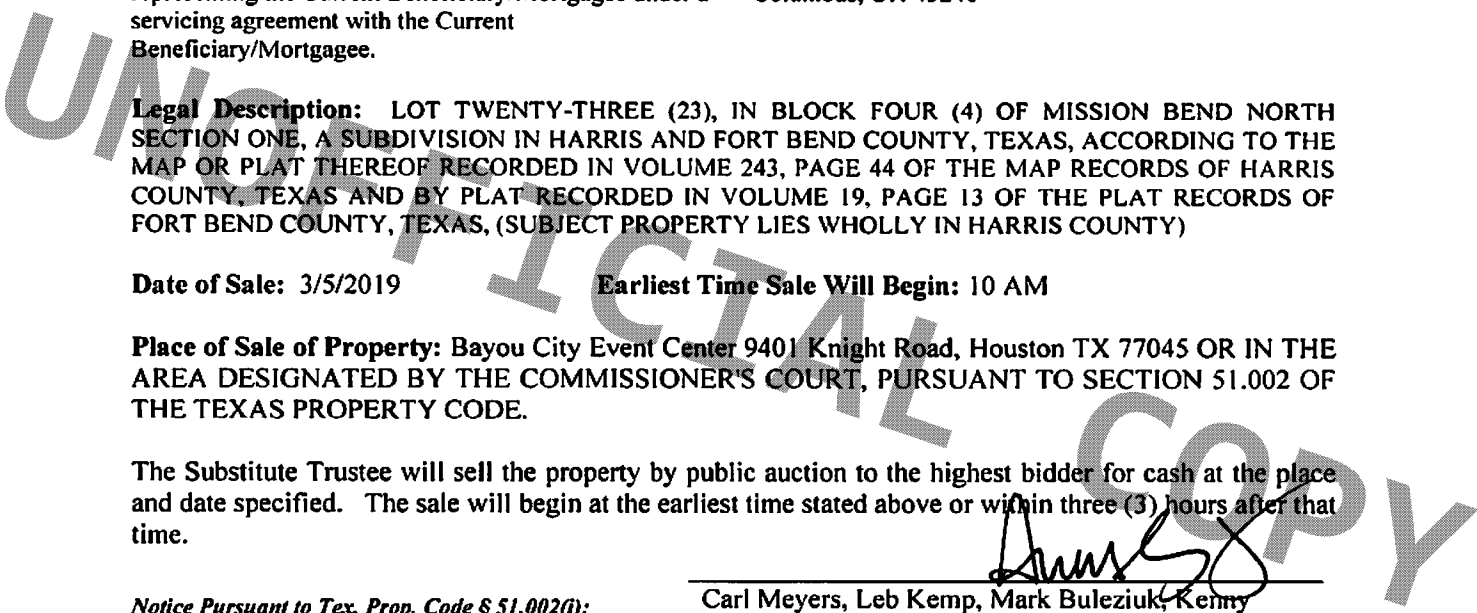 servicing agreement with the Current
Beneficiary/Mortgagee.
Legal Description: LOT TWENTY-THREE (23), IN BLOCK FOUR (4) OF MISSION BEND NORTH
SECTION ONE, A SUBDIVISION IN HARRIS AND FORT BEND COUNTY, TEXAS, ACCORDING TO THE
MAP OR PLAT THEREOF RECORDED IN VOLUME 243, PAGE 44 OF THE MAP RECORDS OF HARRIS
COUNTY, TEXAS AND BY PLAT RECORDED IN VOLUME 19, PAGE 13 OF THE PLAT RECORDS OF
FORT BEND COUNTY, TEXAS, (SUBJECT PROPERTY LIES WHOLLY IN HARRIS COUNTY)
Date of Sale: 3/5/2019 Earliest Time Sale Will Begin: 10 AM
Place of Sale of Property: Bayou City Event Center 9401 Knight Road, Houston TX 77045 OR IN THE
AREA DESIGNATED BY THE COMMISSIONER'S COURT, PURSUANT TO SECTION 51.002 OF
THE TEXAS PROPERTY CODE.
The Substitute Trustee will sell the property by public auction to the highest bidder for cash at the place
and date specified. The sale will begin at the earliest time stated above or within three (3) hours after that
time.
Notice Pursuant to Tex. Prop. Code § 51.002(i):
Carl Meyers, Leb Kemp, Mark Buleziuk, Kenny
UNOFFICIAL COPY